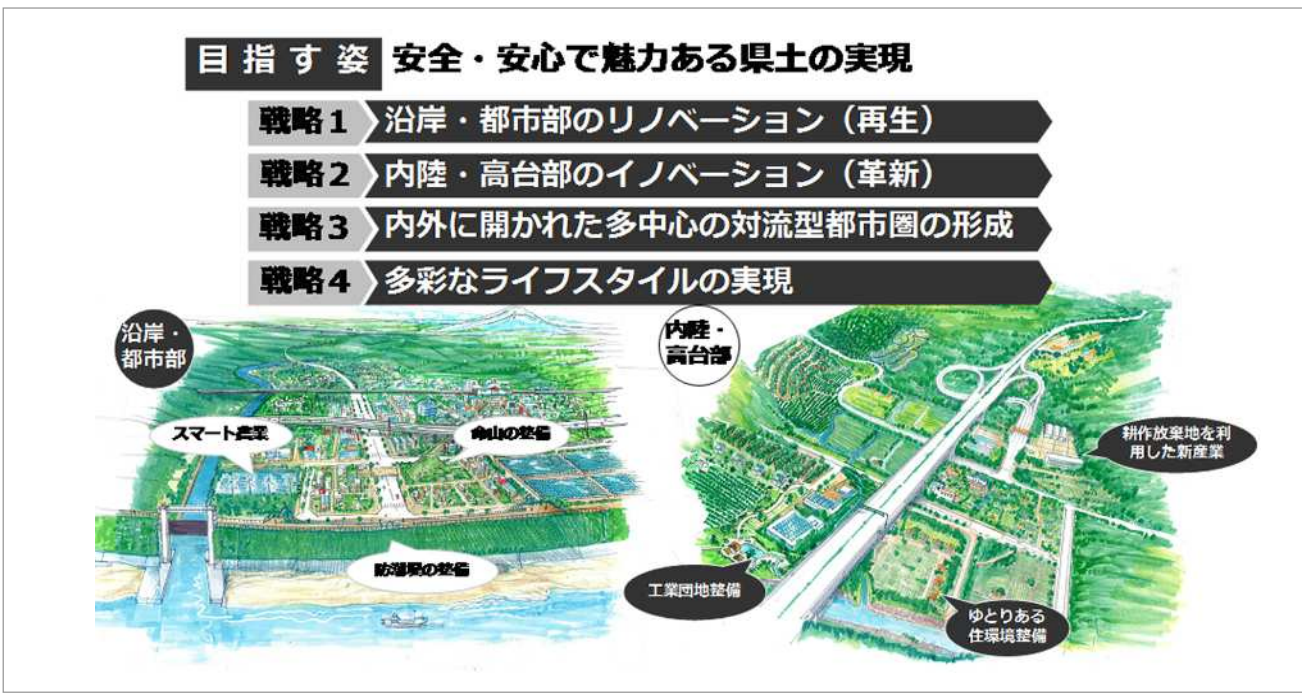 目指す姿 安全・安心で魅力ある県土の実現
戦略1 沿岸・都市部のリノベーション（再生）
戦略2 内陸・高台部のイノベーション（革新）
戦略3 内外に開かれた多中心の対流型都市圏の形成
戦略4 多彩なライフスタイルの実現
沿岸・
都市部
スマート農業
命山の整備
防潮堤の整備
内陸・
高台部
耕作放棄地を利
用した新産業
工業団地整備
ゆとりある
住環境整備